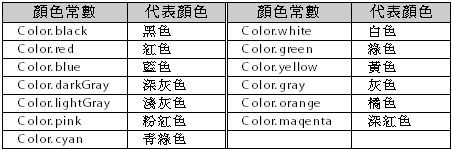 顏色常數 代表顏色 顏色常數 代表顏色
Color.black 黑色 Color.white 白色
Color.red 紅色 Color.green 綠色
Color.blue 藍色 Color.yellow 黃色
Color.darkGray 深灰色 Color.gray 灰色
Color.lightGray 淺灰色 Color.orange 橘色
Color.pink 粉紅色 Color.maqenta 深紅色
Color.cyan 青綠色